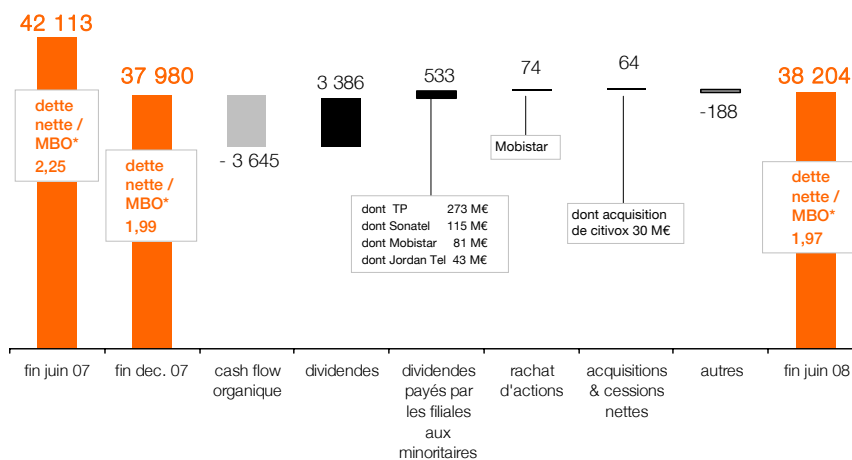 42 113
dette
nette /
MBO*
2,25
37 980
dette
nette /
MBO*
1,99
- 3 645
3 386
533
dont TP 273 M€
dont Sonatel 115 M€
dont Mobistar 81 M€
dont Jordan Tel 43 M€
74
Mobistar
64
dont acquisition
de citivox 30 M€
-188
38 204
dette
nette /
MBO*
1,97
fin juin 07
fin dec. 07
cash flow
organique
dividendes
dividendes
payés par
les filiales
aux
minoritaires
rachat
d'actions
acquisitions
& cessions
nettes
autres
fin juin 08